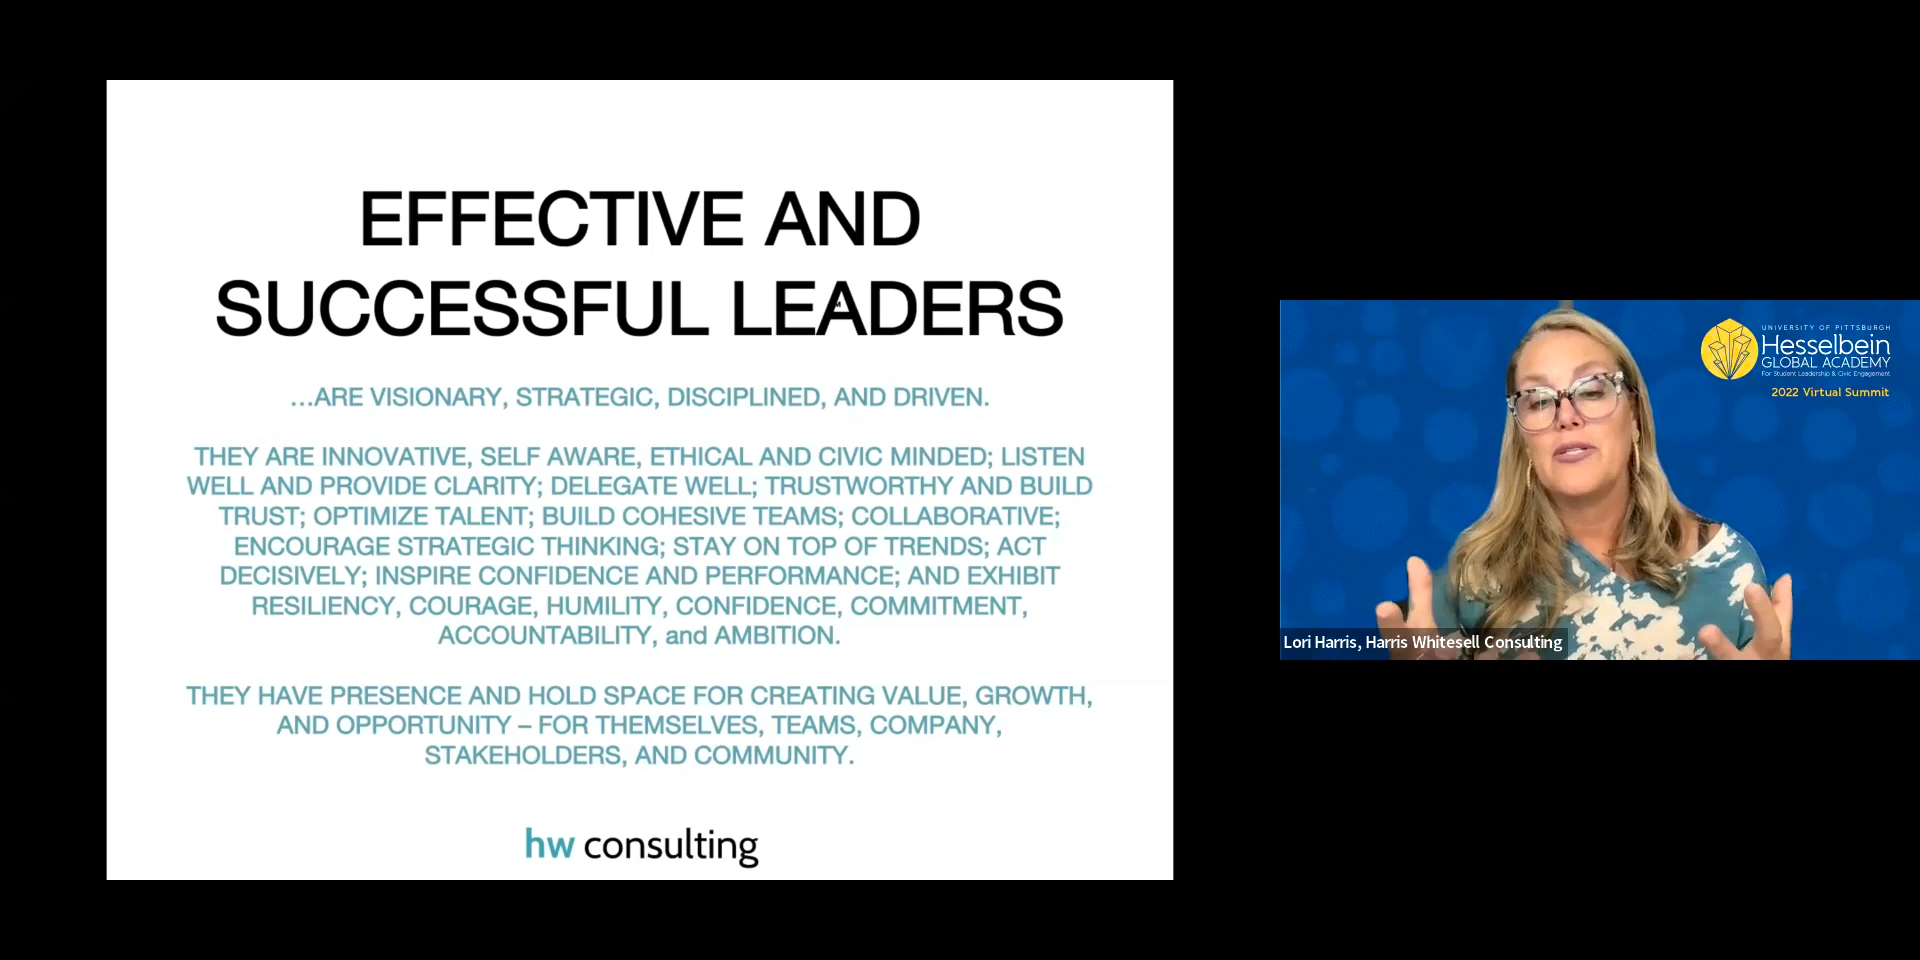 EFFECTIVE AND
SUCCESSFUL LEADERS
...ARE VISIONARY, STRATEGIC, DISCIPLINED, AND DRIVEN.
THEY ARE INNOVATIVE, SELF AWARE, ETHICAL AND CIVIC MINDED; LISTEN
WELL AND PROVIDE CLARITY; DELEGATE WELL; TRUSTWORTHY AND BUILD
TRUST; OPTIMIZE TALENT; BUILD COHESIVE TEAMS; COLLABORATIVE;
ENCOURAGE STRATEGIC THINKING; STAY ON TOP OF TRENDS; ACT
DECISIVELY; INSPIRE CONFIDENCE AND PERFORMANCE; AND EXHIBIT
RESILIENCY, COURAGE, HUMILITY, CONFIDENCE, COMMITMENT,
ACCOUNTABILITY, and AMBITION.
THEY HAVE PRESENCE AND HOLD SPACE FOR CREATING VALUE, GROWTH,
AND OPPORTUNITY – FOR THEMSELVES, TEAMS, COMPANY,
STAKEHOLDERS, AND COMMUNITY.
hw consulting
UNIVERSITY OF PITTSBURGH
Hesselbein
GLOBAL ACADEMY
For Student Leadership & Civic Engagement
2022 Virtual Summit
Lori Harris, Harris Whitesell Consulting